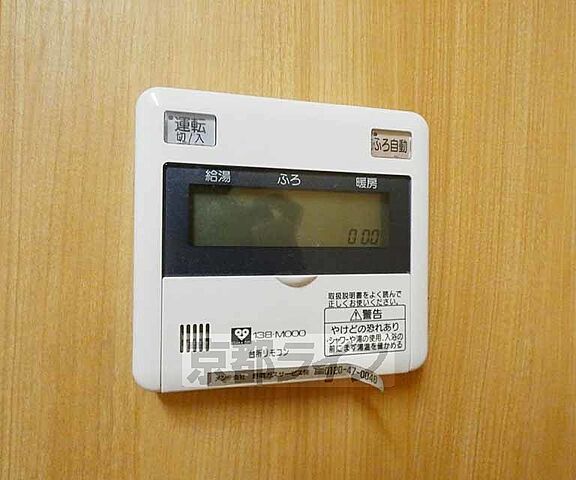 運転
切/入
ふろ自動
給湯 ふろ 暖房
0:00
取扱説明書をよく読んで
正しくお使いください。
⚠警告
やけどの恐れあり
・シャワーや湯の使用、入浴の
前にまず湯温を確かめる
138-M000
台所リモコン
京都ライフ
0120-47-0040